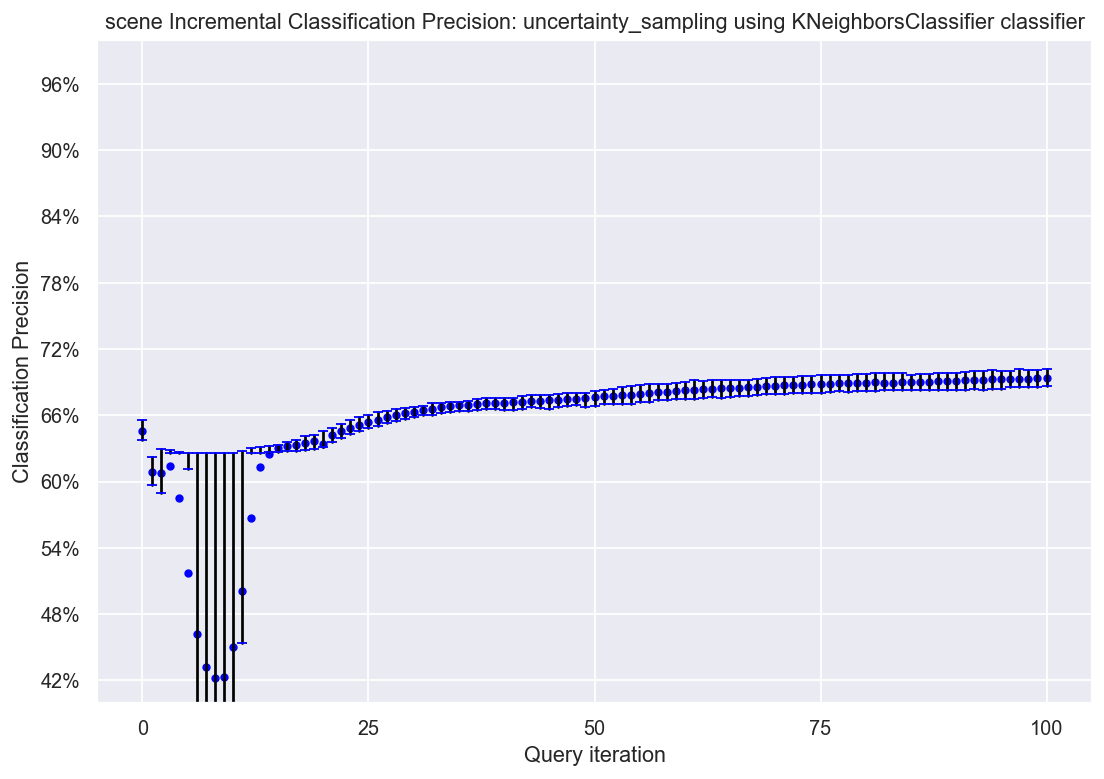 scene Incremental Classification Precision: uncertainty_sampling using KNeighborsClassifier classifier
96%
90%
84%
78%
72%
66%
60%
54%
48%
42%
Classification Precision
0 25 50 75 100
Query iteration